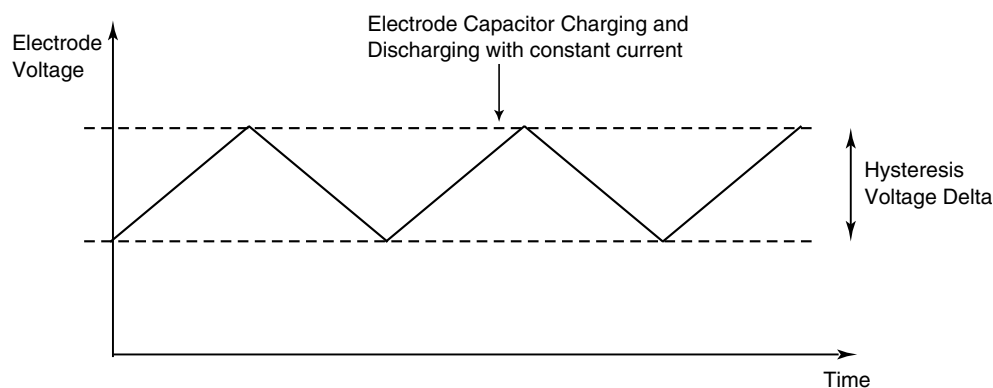 Electrode Capacitor Charging and
Discharging with constant current
Electrode
Voltage
Hysteresis
Voltage Delta
Time